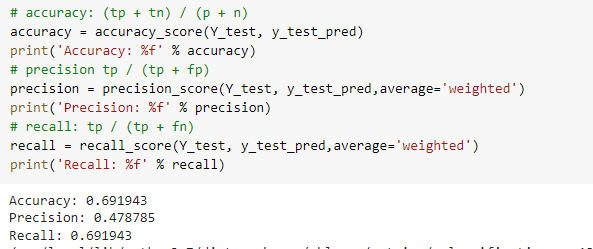 # accuracy: (tp + tn) / (p + n)
accuracy = accuracy_score(Y_test, y_test_pred)
print('Accuracy: %f' % accuracy)
# precision tp / (tp + fp)
precision = precision_score(Y_test, y_test_pred,average='weighted')
print('Precision: %f' % precision)
# recall: tp / (tp + fn)
recall = recall_score(Y_test, y_test_pred,average='weighted')
print('Recall: %f' % recall)
Accuracy: 0.691943
Precision: 0.478785
Recall: 0.691943